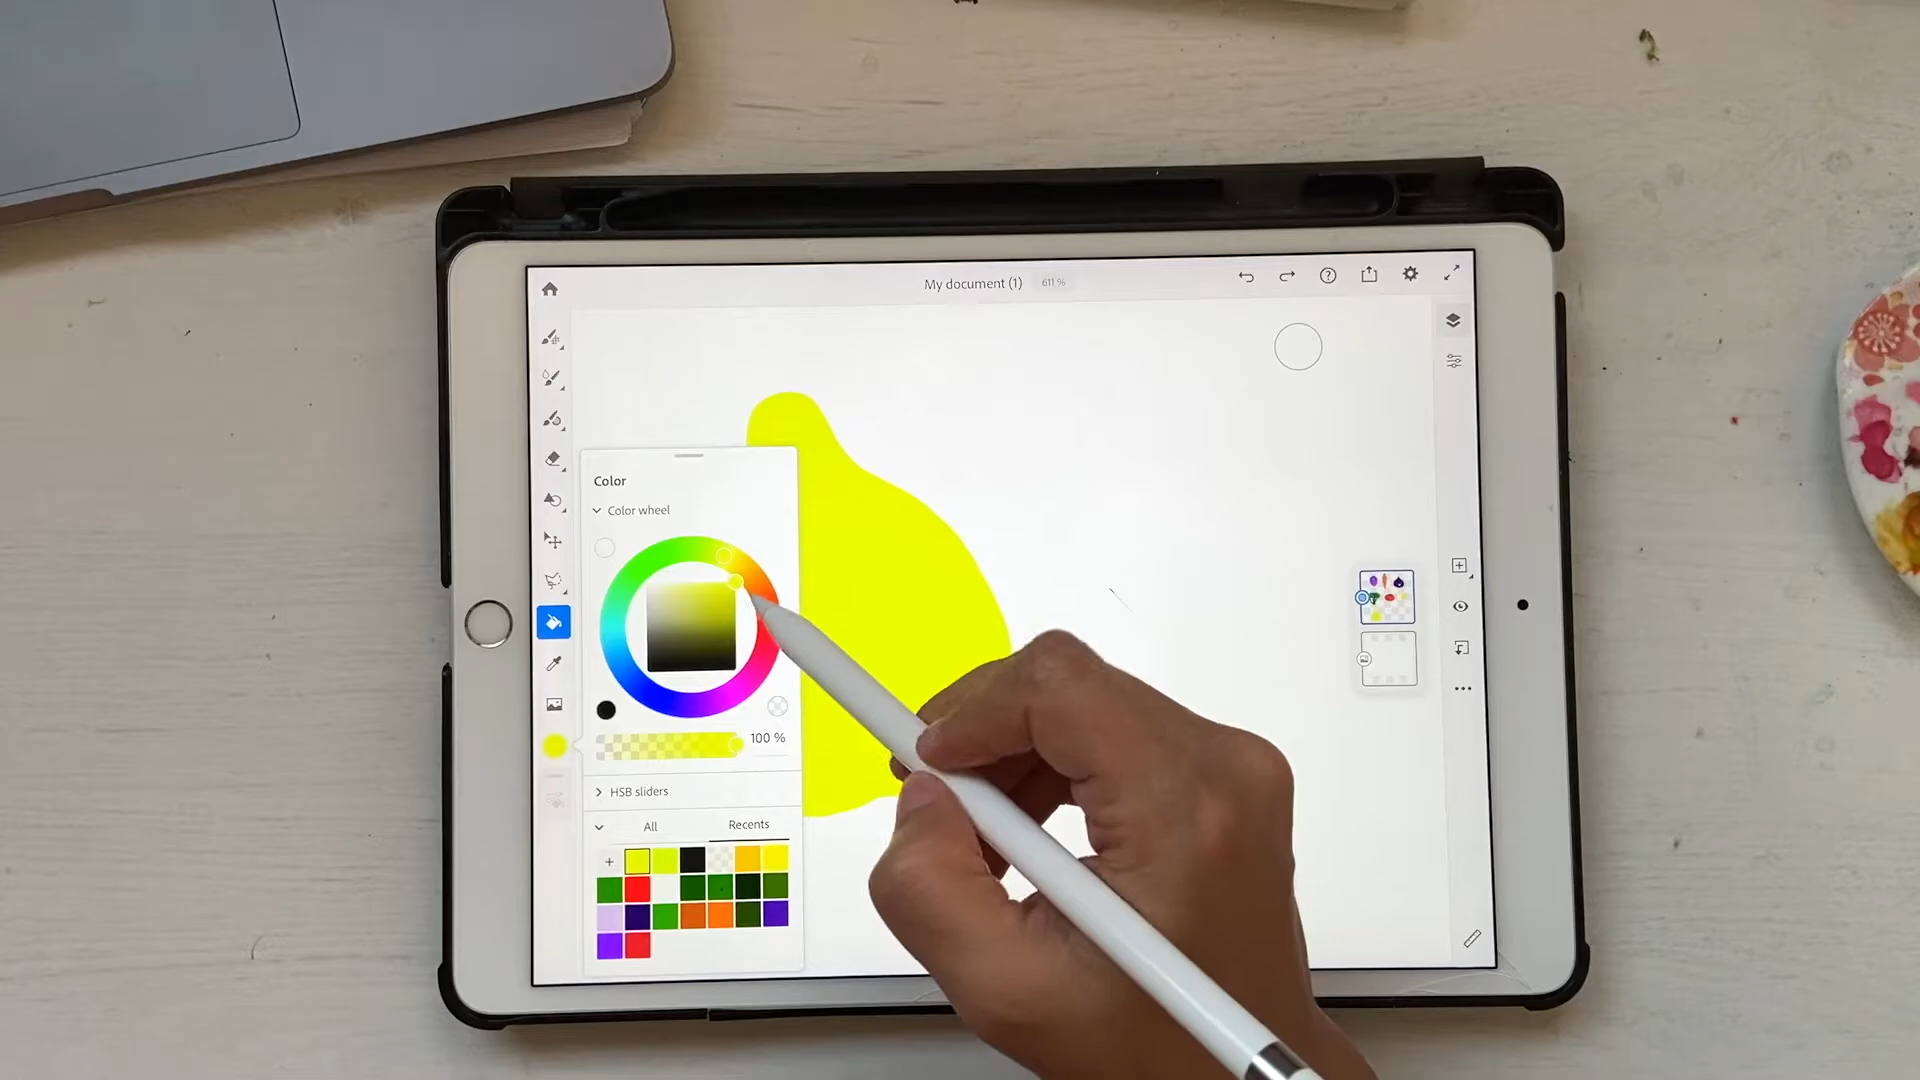 My document (1) 611 %
Color
Color wheel
100 %
HSB sliders
All Recents